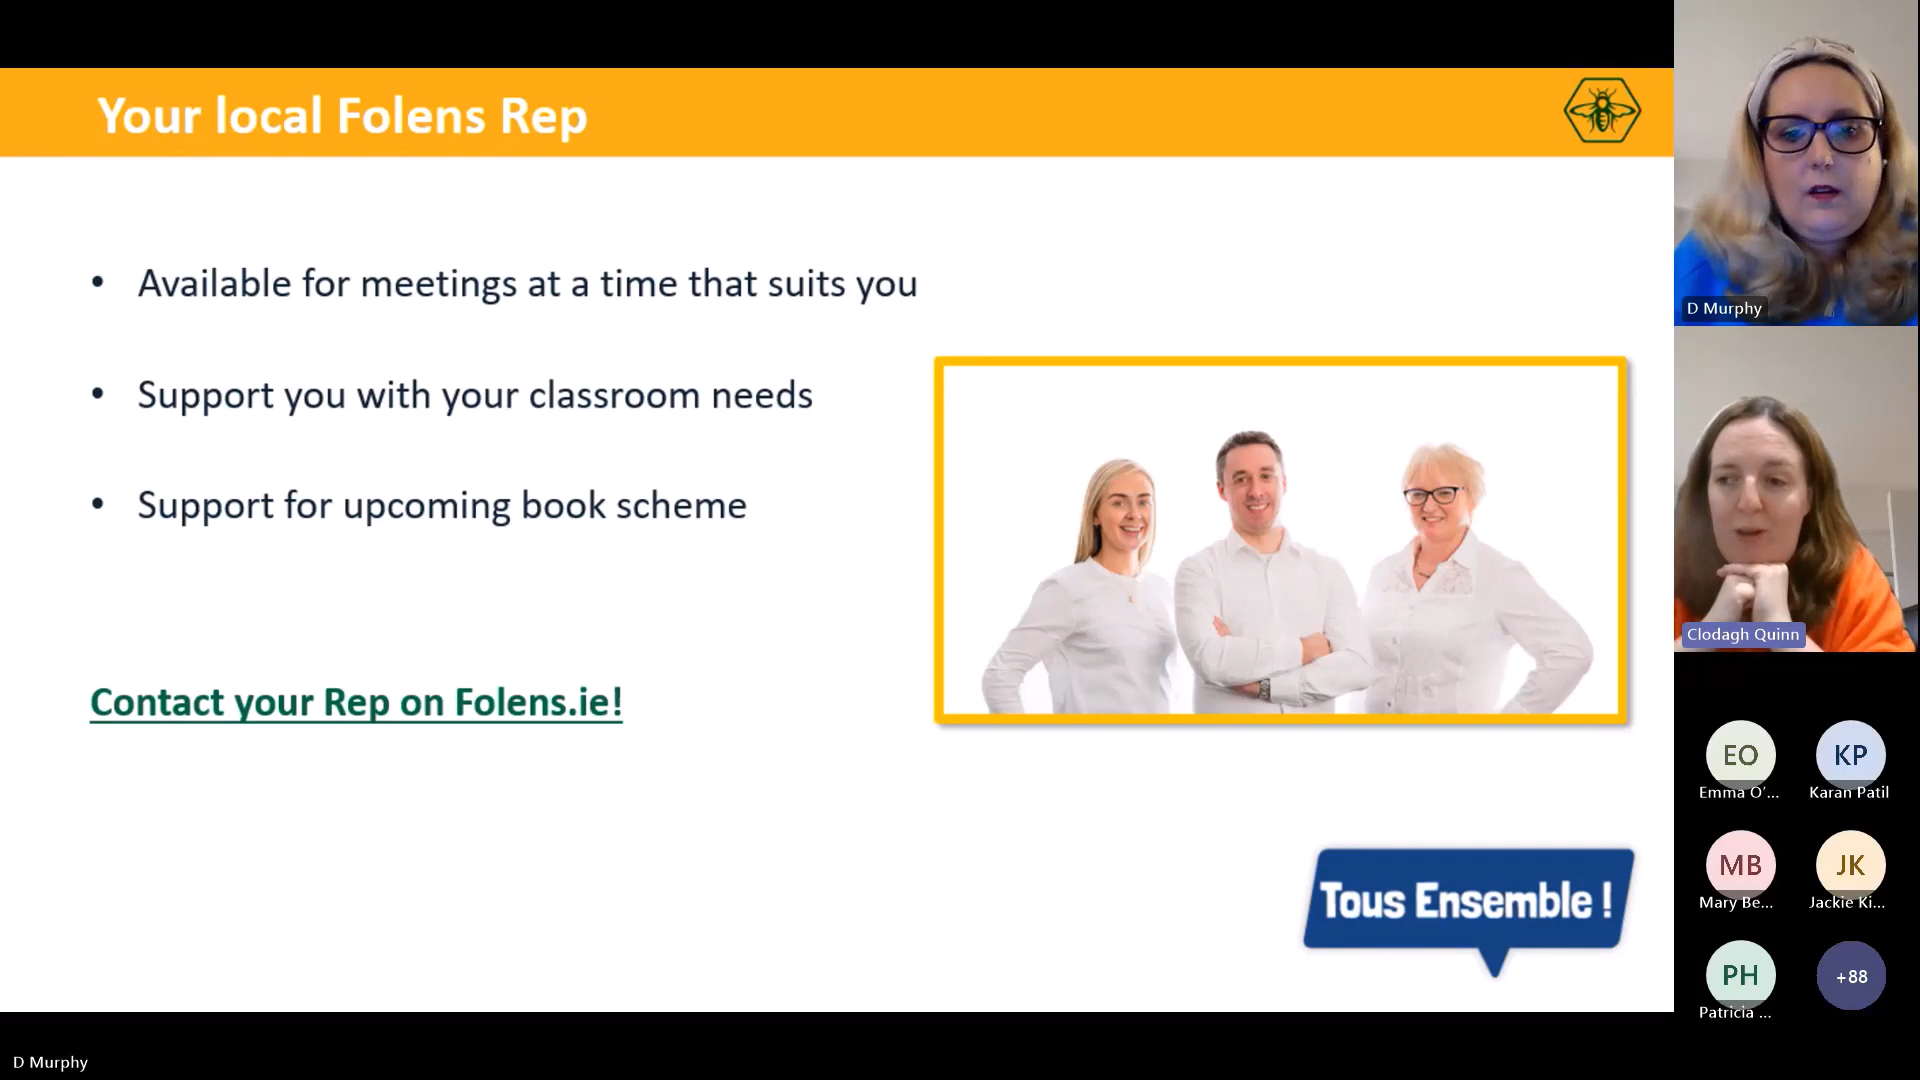 Your local Folens Rep
• Available for meetings at a time that suits you
• Support you with your classroom needs
• Support for upcoming book scheme
Contact your Rep on Folens.ie!
Tous Ensemble !
D Murphy
Clodagh Quinn
EO
Emma O'...
KP
Karan Patil
MB
Mary Be...
JK
Jackie Ki...
PH
Patricia ...
+88
D Murphy